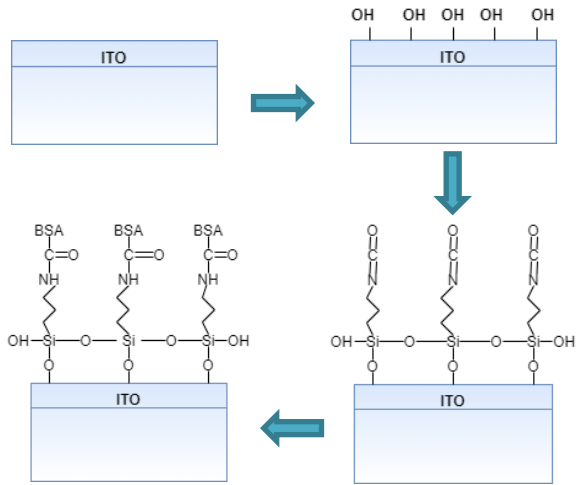 OH OH OH OH OH
ITO
ITO
BSA BSA BSA
C=O C=O C=O
NH NH NH
OH Si O Si O Si OH
O O O
ITO
O O O
C C C
N N N
OH Si O Si O Si OH
O O O
ITO